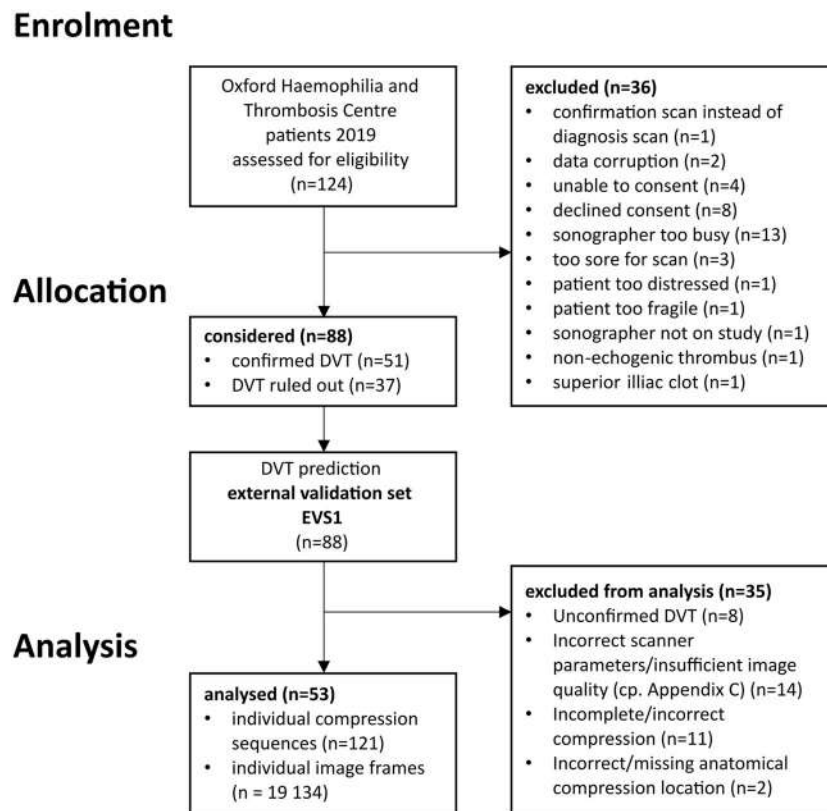 Enrolment
Oxford Haemophilia and
Thrombosis Centre
patients 2019
assessed for eligibility
(n=124)
excluded (n=36)
• confirmation scan instead of
diagnosis scan (n=1)
• data corruption (n=2)
• unable to consent (n=4)
• declined consent (n=8)
• sonographer too busy (n=13)
• too sore for scan (n=3)
• patient too distressed (n=1)
• patient too fragile (n=1)
• sonographer not on study (n=1)
• non-echogenic thrombus (n=1)
• superior illiac clot (n=1)
Allocation
considered (n=88)
• confirmed DVT (n=51)
• DVT ruled out (n=37)
DVT prediction
external validation set
EVS1
(n=88)
excluded from analysis (n=35)
• Unconfirmed DVT (n=8)
• Incorrect scanner
parameters/insufficient image
quality (cp. Appendix C) (n=14)
• Incomplete/incorrect
compression (n=11)
• Incorrect/missing anatomical
compression location (n=2)
Analysis
analysed (n=53)
• individual compression
sequences (n=121)
• individual image frames
(n = 19 134)